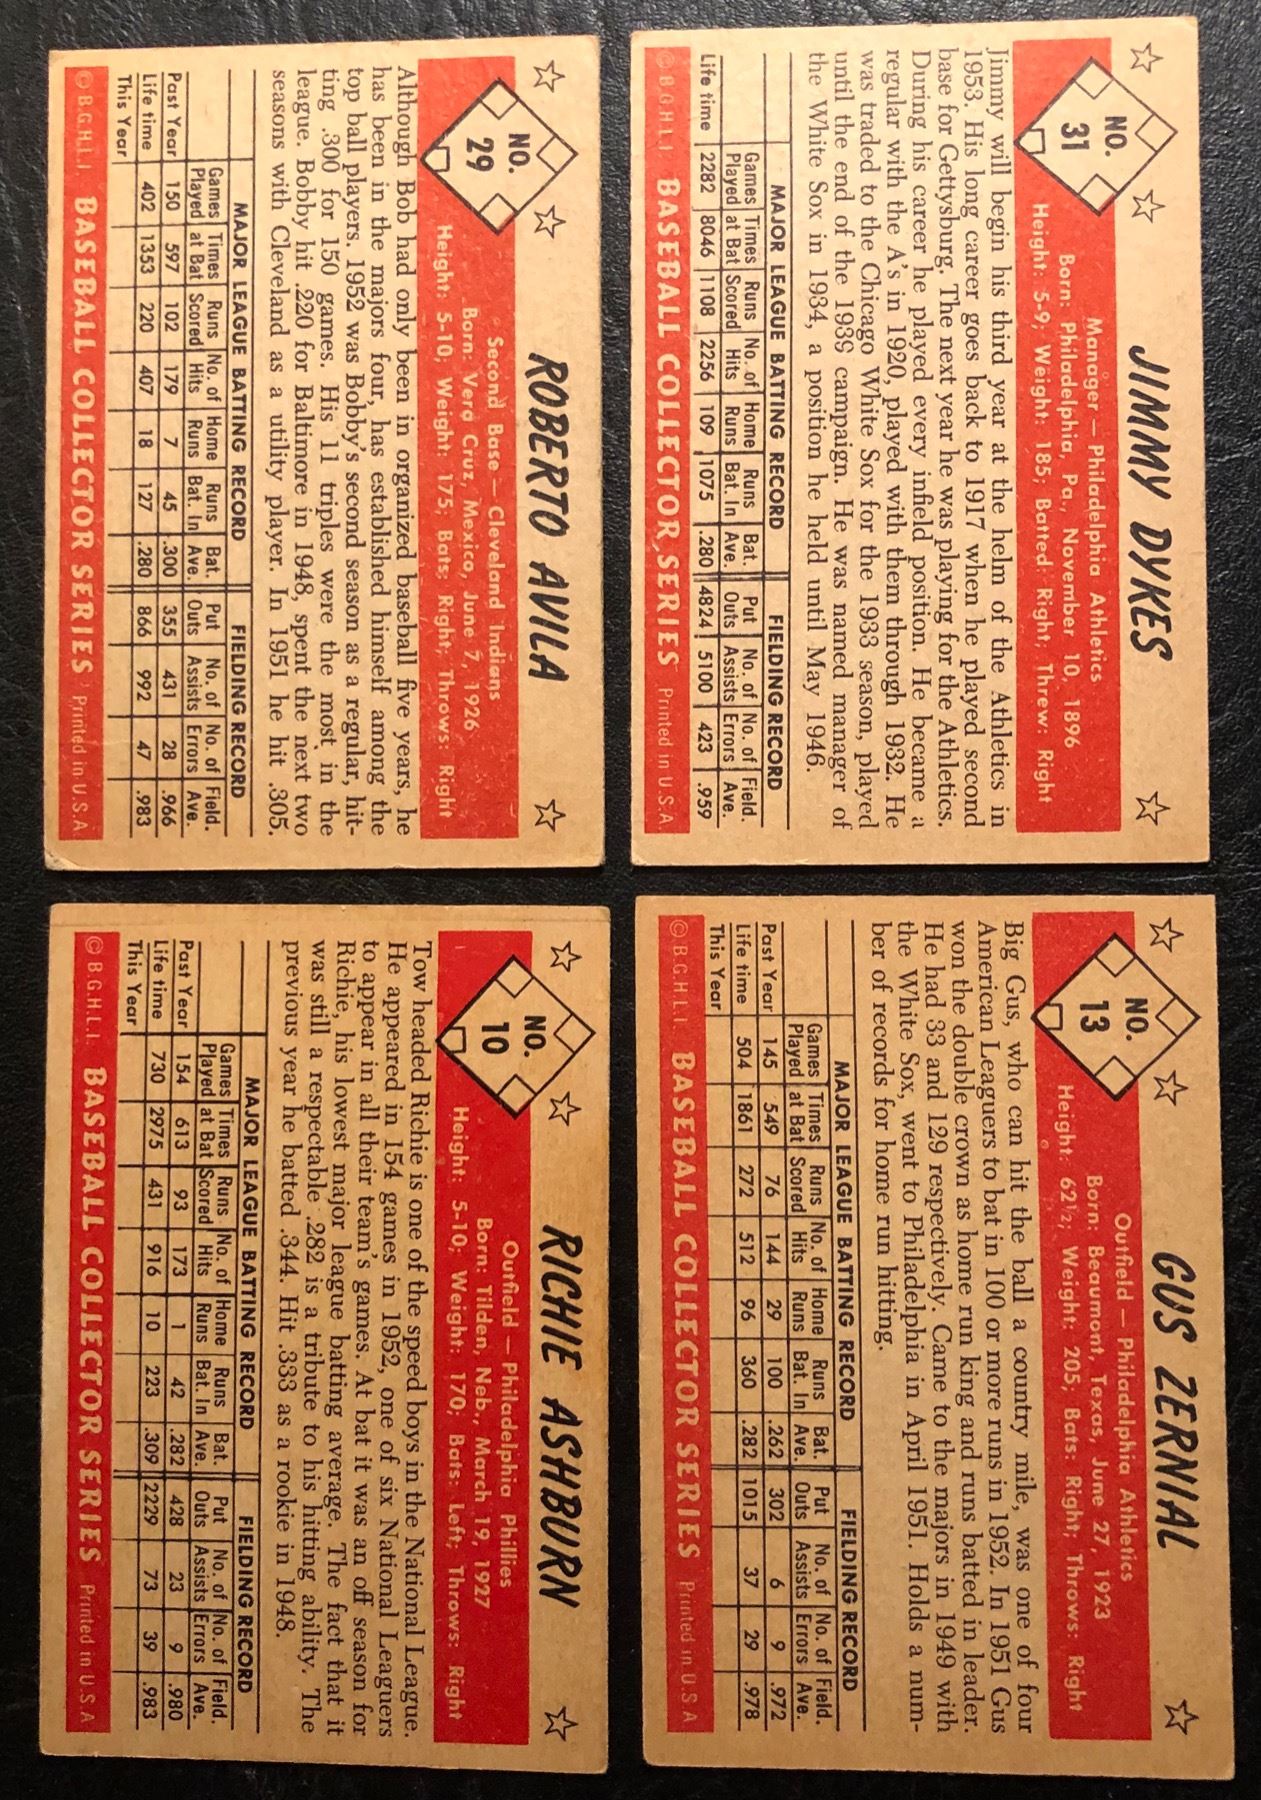 JIMMY DYKES
NO.
31
Manager — Philadelphia Athletics
Born: Philadelphia, Pa., November 10, 1896
Height: 5-9; Weight: 185; Batted: Right; Threw: Right
Jimmy will begin his third year at the helm of the Athletics in
1953. His long career goes back to 1917 when he played second
base for Gettysburg. The next year he was playing for the Athletics.
During his career he played every infield position. He became a
regular with the A's in 1920, played with them through 1932. He
was traded to the Chicago White Sox for the 1933 season, played
until the end of the 1939 campaign. He was named manager of
the White Sox in 1934, a position he held until May 1946.
MAJOR LEAGUE BATTING RECORD FIELDING RECORD
Games Times Runs No. of Home Runs Bat. Put No. of No. of Field.
Played at Bat Scored Hits Runs Bat. In Ave. Outs Assists Errors Ave.
Life time 2282 8046 1108 2256 109 1075 .280 4824 5100 423 .959
© B.G.H.L.I. BASEBALL COLLECTOR SERIES Printed in U.S.A.
GUS ZERNIAL
NO.
13
Outfield — Philadelphia Athletics
Born: Beaumont, Texas, June 27, 1923
Height: 62½; Weight: 205; Bats: Right; Throws: Right
Big Gus, who can hit the ball a country mile, was one of four
American Leaguers to bat in 100 or more runs in 1952. In 1951 Gus
won the double crown as home run king and runs batted in leader.
He had 33 and 129 respectively. Came to the majors in 1949 with
the White Sox, went to Philadelphia in April 1951. Holds a num-
ber of records for home run hitting.
MAJOR LEAGUE BATTING RECORD FIELDING RECORD
Games Times Runs No. of Home Runs Bat. Put No. of No. of Field.
Played at Bat Scored Hits Runs Bat. In Ave. Outs Assists Errors Ave.
Past Year 145 549 76 144 29 100 .262 302 6 9 .972
Life time 504 1861 272 512 96 360 .282 1015 37 29 .978
This Year
© B.G.H.L.I. BASEBALL COLLECTOR SERIES Printed in U.S.A
ROBERTO AVILA
NO.
29
Second Base — Cleveland Indians
Born: Vera Cruz, Mexico, June 7, 1926
Height: 5-10; Weight: 175; Bats: Right; Throws: Right
Although Bob had only been in organized baseball five years, he
has been in the majors four, has established himself among the
top ball players. 1952 was Bobby's second season as a regular, hit-
ting .300 for 150 games. His 11 triples were the most in the
league. Bobby hit .220 for Baltimore in 1948, spent the next two
seasons with Cleveland as a utility player. In 1951 he hit .305.
MAJOR LEAGUE BATTING RECORD FIELDING RECORD
Games Times Runs No. of Home Runs Bat. Put No. of No. of Field.
Played at Bat Scored Hits Runs Bat. In Ave. Outs Assists Errors Ave.
Past Year 150 597 102 179 7 45 .300 355 431 28 .966
Life time 402 1353 220 407 18 127 .280 866 992 47 .983
This Year
© B.G.H.L.I. BASEBALL COLLECTOR SERIES Printed in U.S.A.
RICHIE ASHBURN
NO.
10
Outfield — Philadelphia Phillies
Born: Tilden, Neb., March 19, 1927
Height: 5-10; Weight: 170; Bats: Left; Throws: Right
Tow headed Richie is one of the speed boys in the National League.
He appeared in 154 games in 1952, one of six National Leaguers
to appear in all their team's games. At bat it was an off season for
Richie, his lowest major league batting average. The fact that it
was still a respectable .282 is a tribute to his hitting ability. The
previous year he batted .344. Hit .333 as a rookie in 1948.
MAJOR LEAGUE BATTING RECORD FIELDING RECORD
Games Times Runs No. of Home Runs Bat. Put No. of No. of Field.
Played at Bat Scored Hits Runs Bat. In Ave. Outs Assists Errors Ave.
Past Year 154 613 93 173 1 42 .282 428 23 9 .980
Life time 730 2975 431 916 10 223 .309 2229 73 39 .983
This Year
© B.G.H.L.I. BASEBALL COLLECTOR SERIES Printed in U.S.A